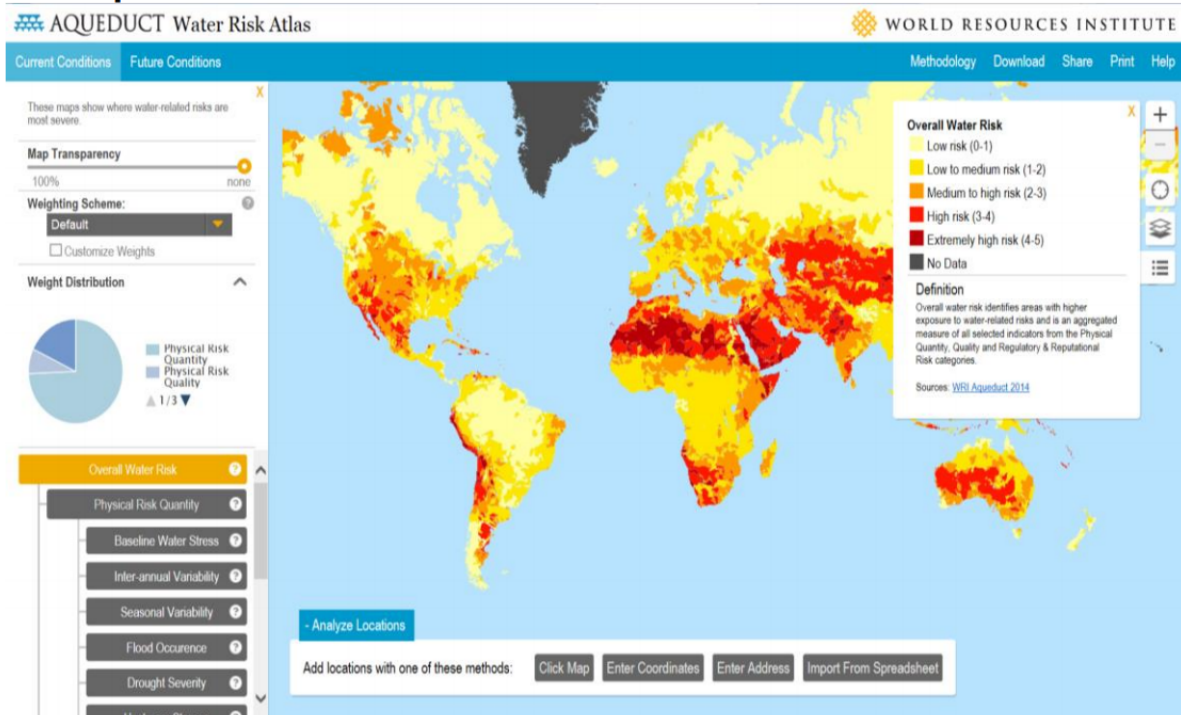 AQUEDUCT Water Risk Atlas
WORLD RESOURCES INSTITUTE
Current Conditions Future Conditions
Methodology Download Share Print Help
X
These maps show where water-related risks are
most severe.
Map Transparency
100% none
Weighting Scheme: ?
Default
Customize Weights
Weight Distribution
Physical Risk
Quantity
Physical Risk
Quality
1/3
Overall Water Risk ?
Physical Risk Quantity ?
Baseline Water Stress ?
Inter-annual Variability ?
Seasonal Variability ?
Flood Occurence ?
Drought Severity ?
X
Overall Water Risk
Low risk (0-1)
Low to medium risk (1-2)
Medium to high risk (2-3)
High risk (3-4)
Extremely high risk (4-5)
No Data
Definition
Overall water risk identifies areas with higher
exposure to water-related risks and is an aggregated
measure of all selected indicators from the Physical
Quantity, Quality and Regulatory & Reputational
Risk categories.
Sources: WRI Aqueduct 2014
+
-
- Analyze Locations
Add locations with one of these methods: Click Map Enter Coordinates Enter Address Import From Spreadsheet